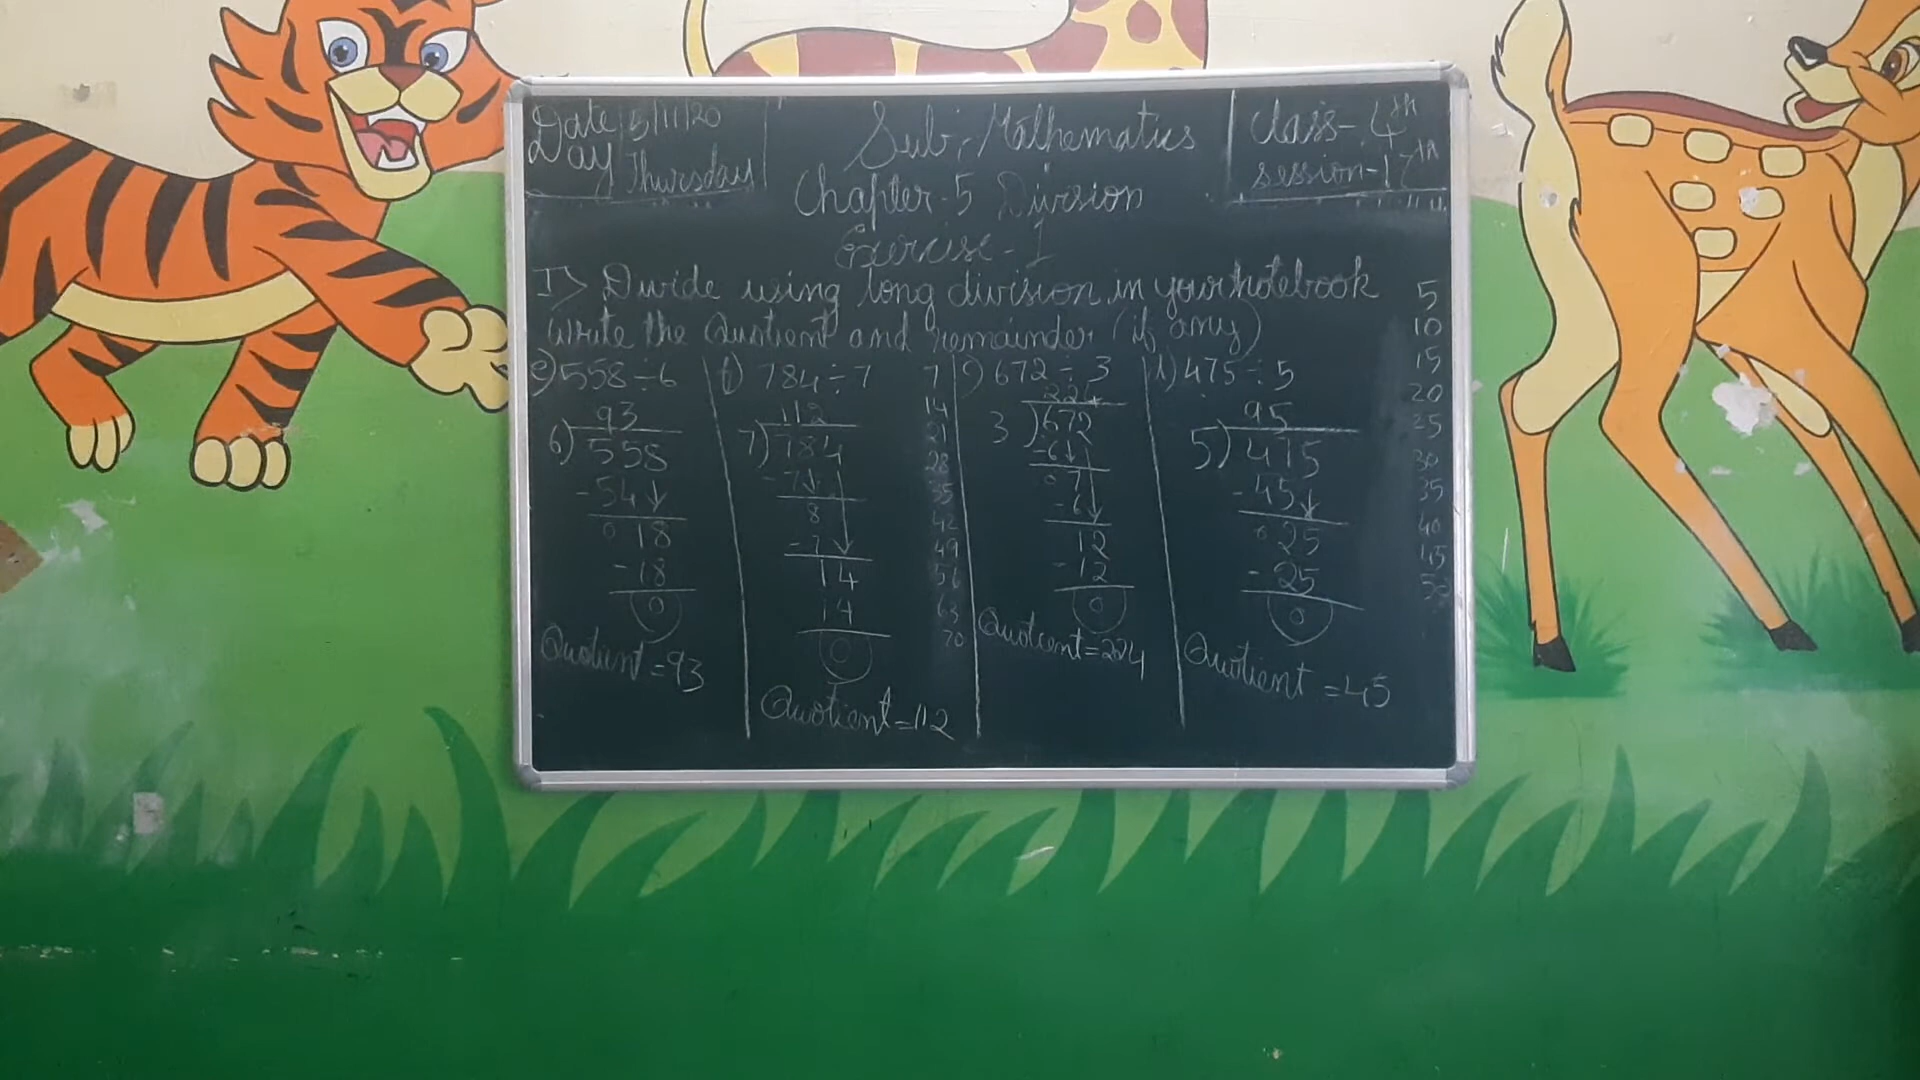 Date 5/11/20
Day Thursday
Sub:- Mathematics
Class- 4th
session-17th
Chapter-5 Division
Exercise-1
I> Divide using long division in your notebook
Write the Quotient and remainder (if any)
e) 558÷6
93
6)558
-54
018
-18
0
Quotient=93
f) 784÷7
112
7)784
-7
8
-7
14
14
0
Quotient=112
7
14
21
28
35
42
49
56
63
70
g) 672÷3
224
3)672
-6
07
-6
12
-12
0
Quotient=224
h) 475÷5
95
5)475
-45
025
-25
0
Quotient=45
5
10
15
20
25
30
35
40
45
50